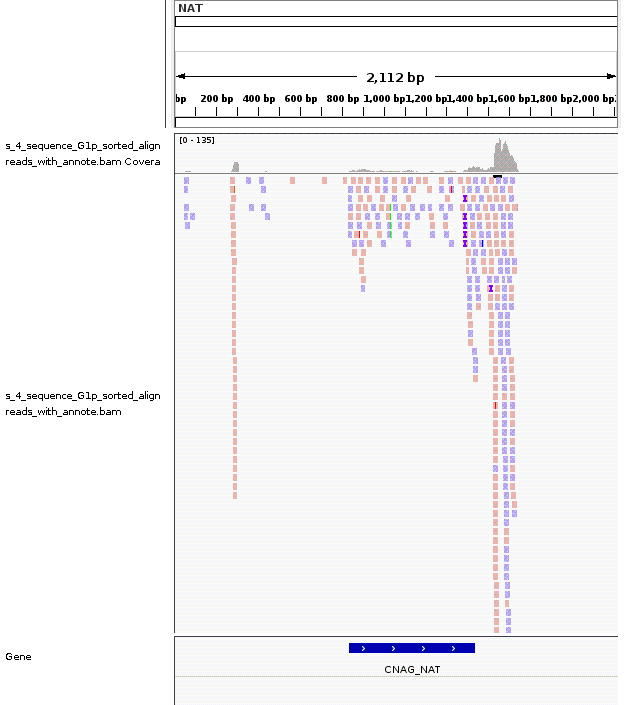 NAT
2,112 bp
bp 200 bp 400 bp 600 bp 800 bp 1,000 bp 1,200 bp 1,400 bp 1,600 bp 1,800 bp 2,000 bp 2,
[0 - 135]
s_4_sequence_G1p_sorted_align
reads_with_annote.bam Covera
s_4_sequence_G1p_sorted_align
reads_with_annote.bam
Gene
CNAG_NAT